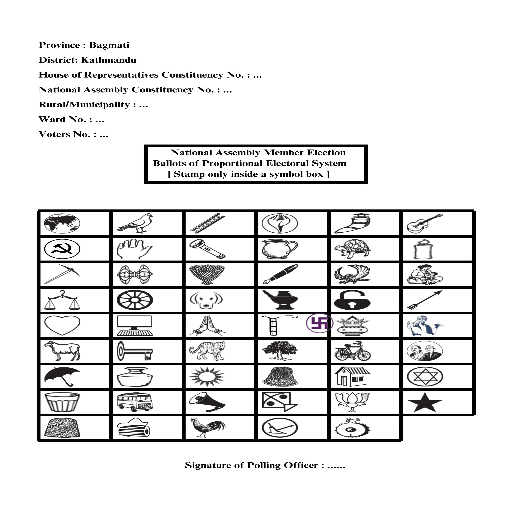 Province : Bagmati
District: Kathmandu
House of Representatives Constituency No. : ...
National Assembly Constituency No. : ...
Rural/Municipality : ...
Ward No. : ...
Voters No. : ...
National Assembly Member Election
Ballots of Proportional Electoral System
[ Stamp only inside a symbol box ]
Signature of Polling Officer : ......